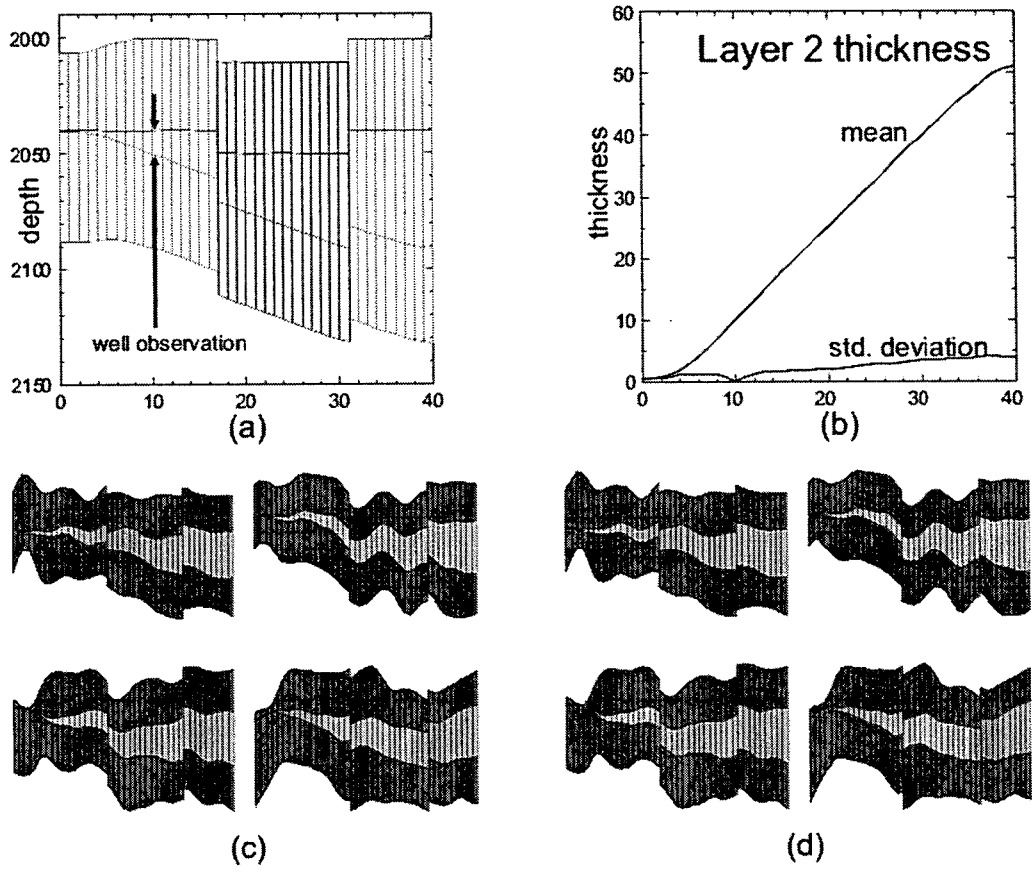 2000
2050
2100
2150
depth
well observation
0
10
20
30
40
(a)
60
50
40
30
20
10
0
thickness
Layer 2 thickness
mean
std. deviation
0
10
20
30
40
(b)
(c)
(d)